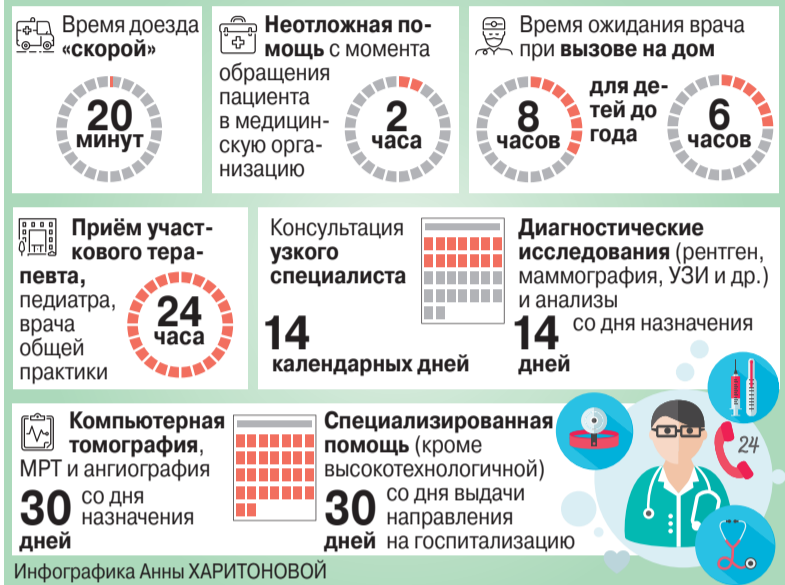 Время доезда
«скорой»
20
минут
Неотложная по-
мощь с момента
обращения
пациента
в медицин-
скую орга-
низацию
2
часа
Время ожидания врача
при вызове на дом
8
часов
для де-
тей до
года
6
часов
Приём участ-
кового тера-
певта,
педиатра,
врача
общей
практики
24
часа
Консультация
узкого
специалиста
14
календарных дней
Диагностические
исследования (рентген,
маммография, УЗИ и др.)
и анализы
14 со дня назначения
дней
Компьютерная
томография,
МРТ и ангиография
30 со дня
назначения
дней
Специализированная
помощь (кроме
высокотехнологичной)
30 со дня выдачи
направления
дней на госпитализацию
24
Инфографика Анны ХАРИТОНОВОЙ